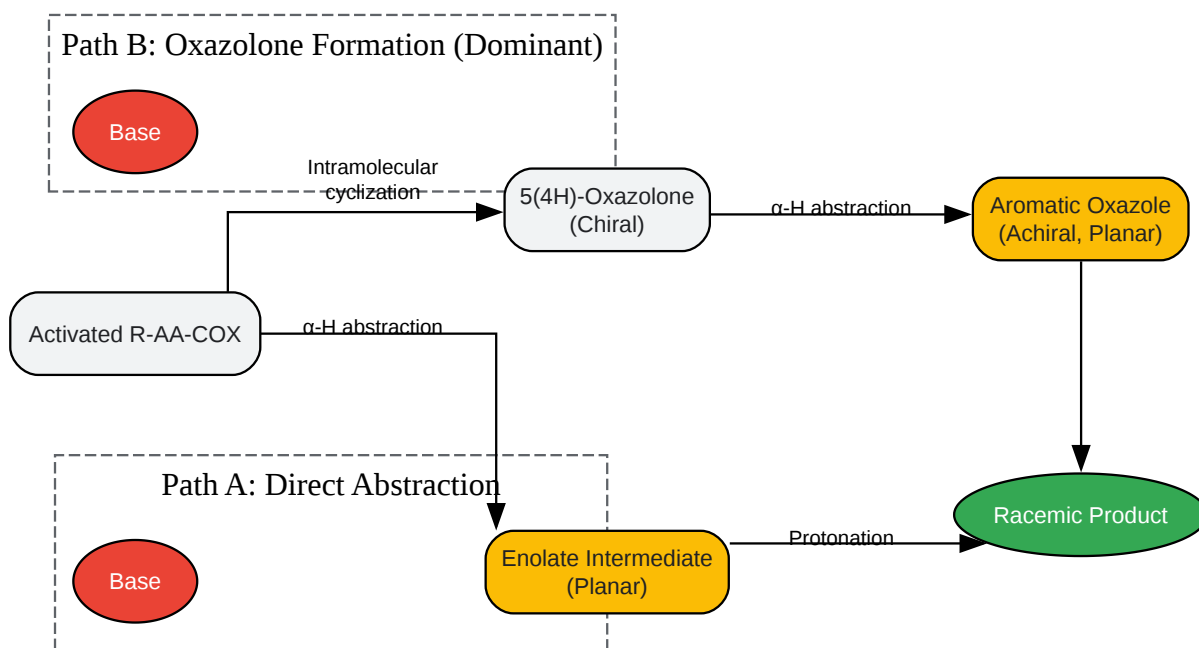 Path B: Oxazolone Formation (Dominant)
Base
Intramolecular
cyclization
5(4H)-Oxazolone
(Chiral)
α-H abstraction
Aromatic Oxazole
(Achiral, Planar)
Activated R-AA-COX
α-H abstraction
Path A: Direct Abstraction
Base
Enolate Intermediate
(Planar)
Protonation
Racemic Product